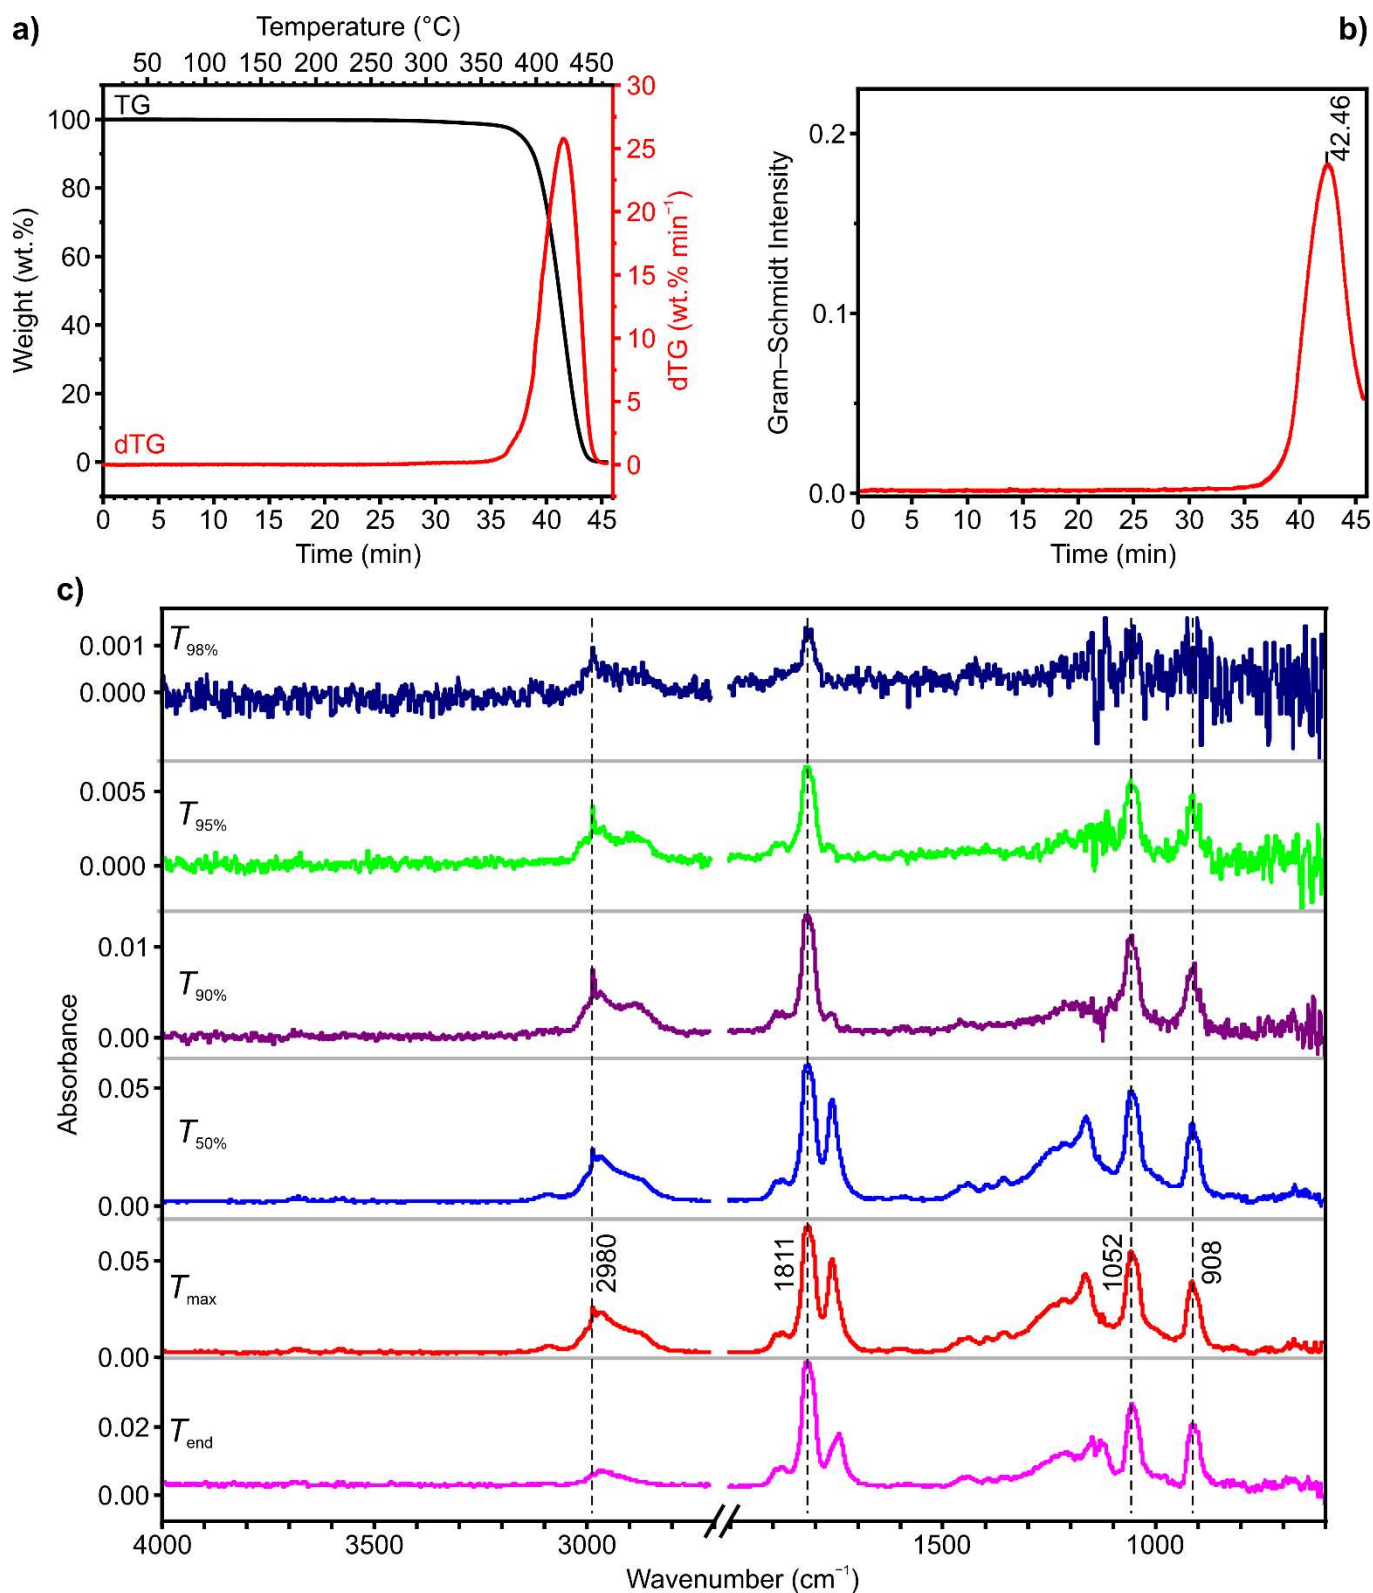 a)
Temperature (°C)
50 100 150 200 250 300 350 400 450
TG
100
80
60
40
20
0
Weight (wt.%)
dTG
30
25
20
15
10
5
0
dTG (wt.% min⁻¹)
0 5 10 15 20 25 30 35 40 45
Time (min)
b)
42.46
0.2
0.1
0.0
Gram–Schmidt Intensity
0 5 10 15 20 25 30 35 40 45
Time (min)
c)
T98%
0.001
0.000
T95%
0.005
0.000
T90%
0.01
0.00
T50%
0.05
0.00
Tmax
0.05
0.00
2980
1811
1052
908
Tend
0.02
0.00
Absorbance
4000 3500 3000 1500 1000
Wavenumber (cm⁻¹)